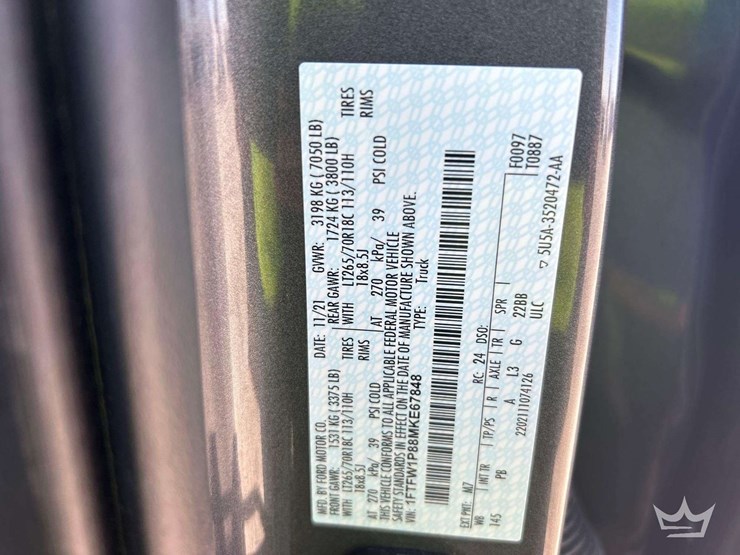 MFD. BY FORD MOTOR CO. DATE: 11/21 GVWR: 3198 KG ( 7050 LB)
FRONT GAWR: 1531 KG ( 3375 LB) REAR GAWR: 1724 KG ( 3800 LB)
WITH LT265/70R18C 113/110H TIRES WITH LT265/70R18C 113/110H TIRES
18x8.5J RIMS 18x8.5J RIMS
AT 270 kPa/ 39 PSI COLD AT 270 kPa/ 39 PSI COLD
THIS VEHICLE CONFORMS TO ALL APPLICABLE FEDERAL MOTOR VEHICLE
SAFETY STANDARDS IN EFFECT ON THE DATE OF MANUFACTURE SHOWN ABOVE.
VIN: 1FTFW1P88MKE67848 TYPE: Truck
EXT PNT: M7 RC: 24 DSO: F0097
WB INT TR TP/PS R AXLE TR SPR T0887
145 PB A L3 G 22BB
2202111074126 ULC
▽ 5U5A-3520472-AA